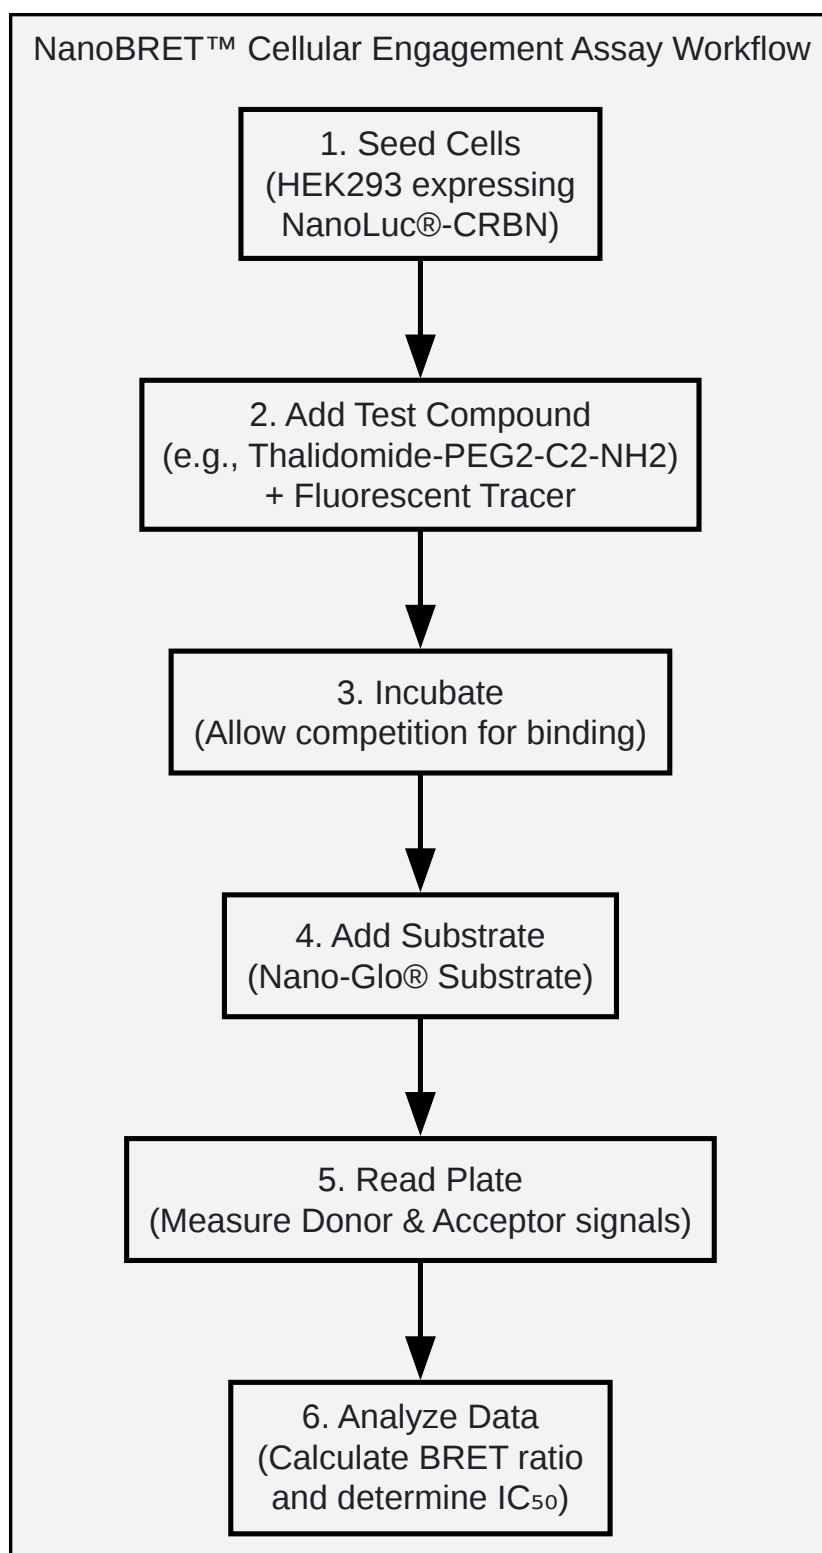 NanoBRET™ Cellular Engagement Assay Workflow
1. Seed Cells
(HEK293 expressing
NanoLuc®-CRBN)
2. Add Test Compound
(e.g., Thalidomide-PEG2-C2-NH2)
+ Fluorescent Tracer
3. Incubate
(Allow competition for binding)
4. Add Substrate
(Nano-Glo® Substrate)
5. Read Plate
(Measure Donor & Acceptor signals)
6. Analyze Data
(Calculate BRET ratio
and determine IC₅₀)